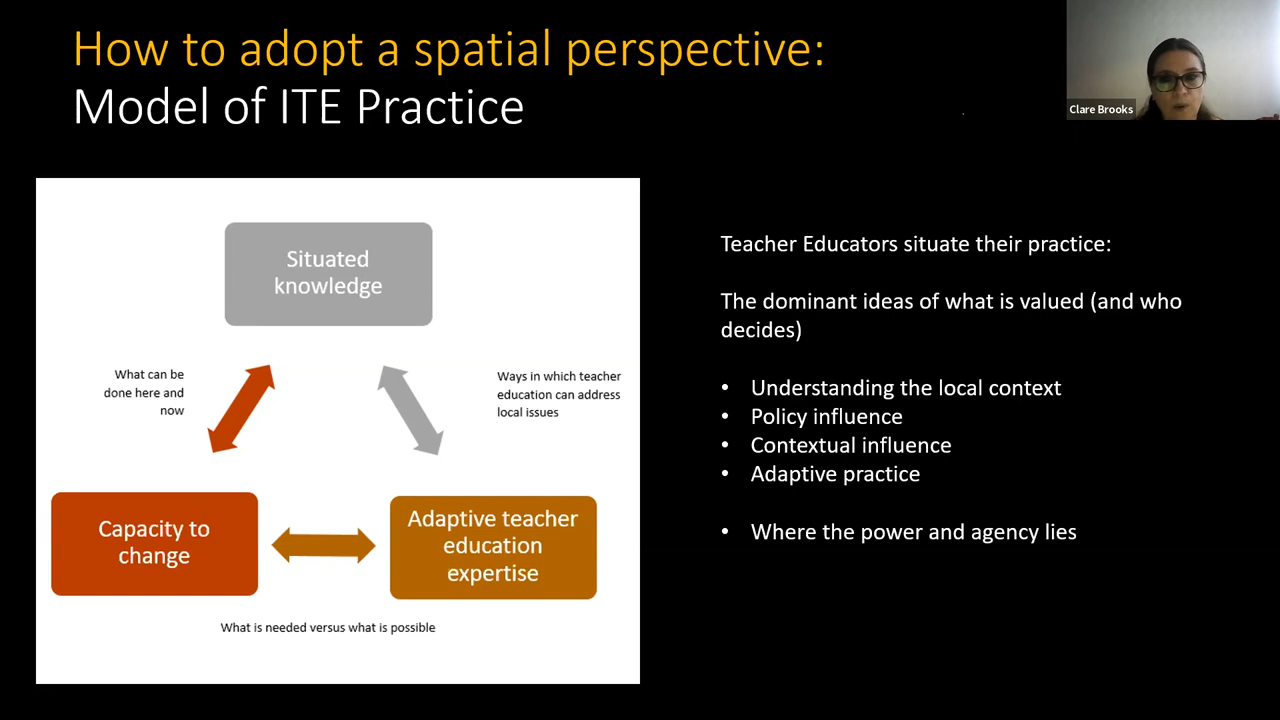 How to adopt a spatial perspective:
Model of ITE Practice
Clare Brooks
Situated
knowledge
What can be
done here and
now
Ways in which teacher
education can address
local issues
Capacity to
change
Adaptive teacher
education
expertise
What is needed versus what is possible
Teacher Educators situate their practice:
The dominant ideas of what is valued (and who
decides)
• Understanding the local context
• Policy influence
• Contextual influence
• Adaptive practice
• Where the power and agency lies